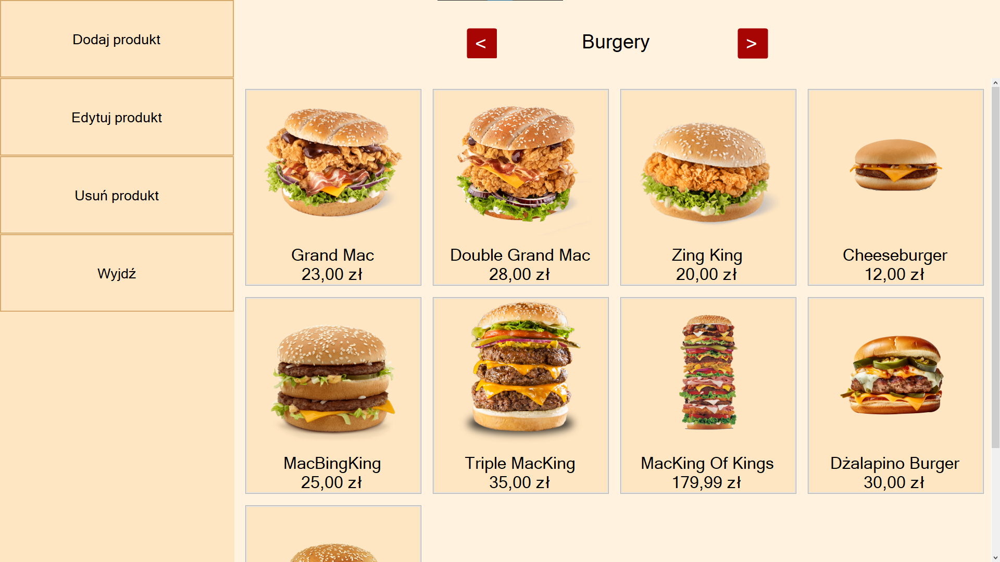 Dodaj produkt
Edytuj produkt
Usuń produkt
Wyjdź
<
Burgery
>
Grand Mac
23,00 zł
Double Grand Mac
28,00 zł
Zing King
20,00 zł
Cheeseburger
12,00 zł
MacBingKing
25,00 zł
Triple MacKing
35,00 zł
MacKing Of Kings
179,99 zł
Dżalapino Burger
30,00 zł